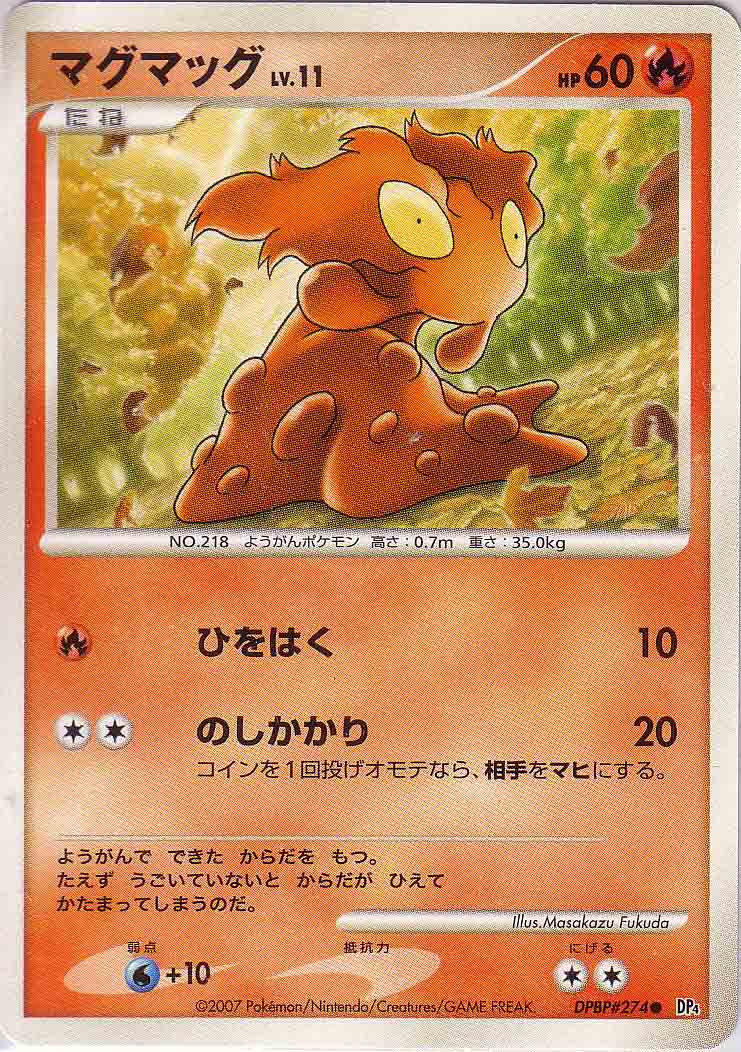 マグマッグ LV.11 HP 60
たね
NO.218 ようがんポケモン 高さ:0.7m 重さ:35.0kg
ひをはく 10
のしかかり 20
コインを1回投げオモテなら、相手をマヒにする。
ようがんで できた からだを もつ。
たえず うごいていないと からだが ひえて
かたまってしまうのだ。
Illus.Masakazu Fukuda
弱点 抵抗力 にげる
+10
©2007 Pokémon/Nintendo/Creatures/GAME FREAK. DPBP#274● DP4